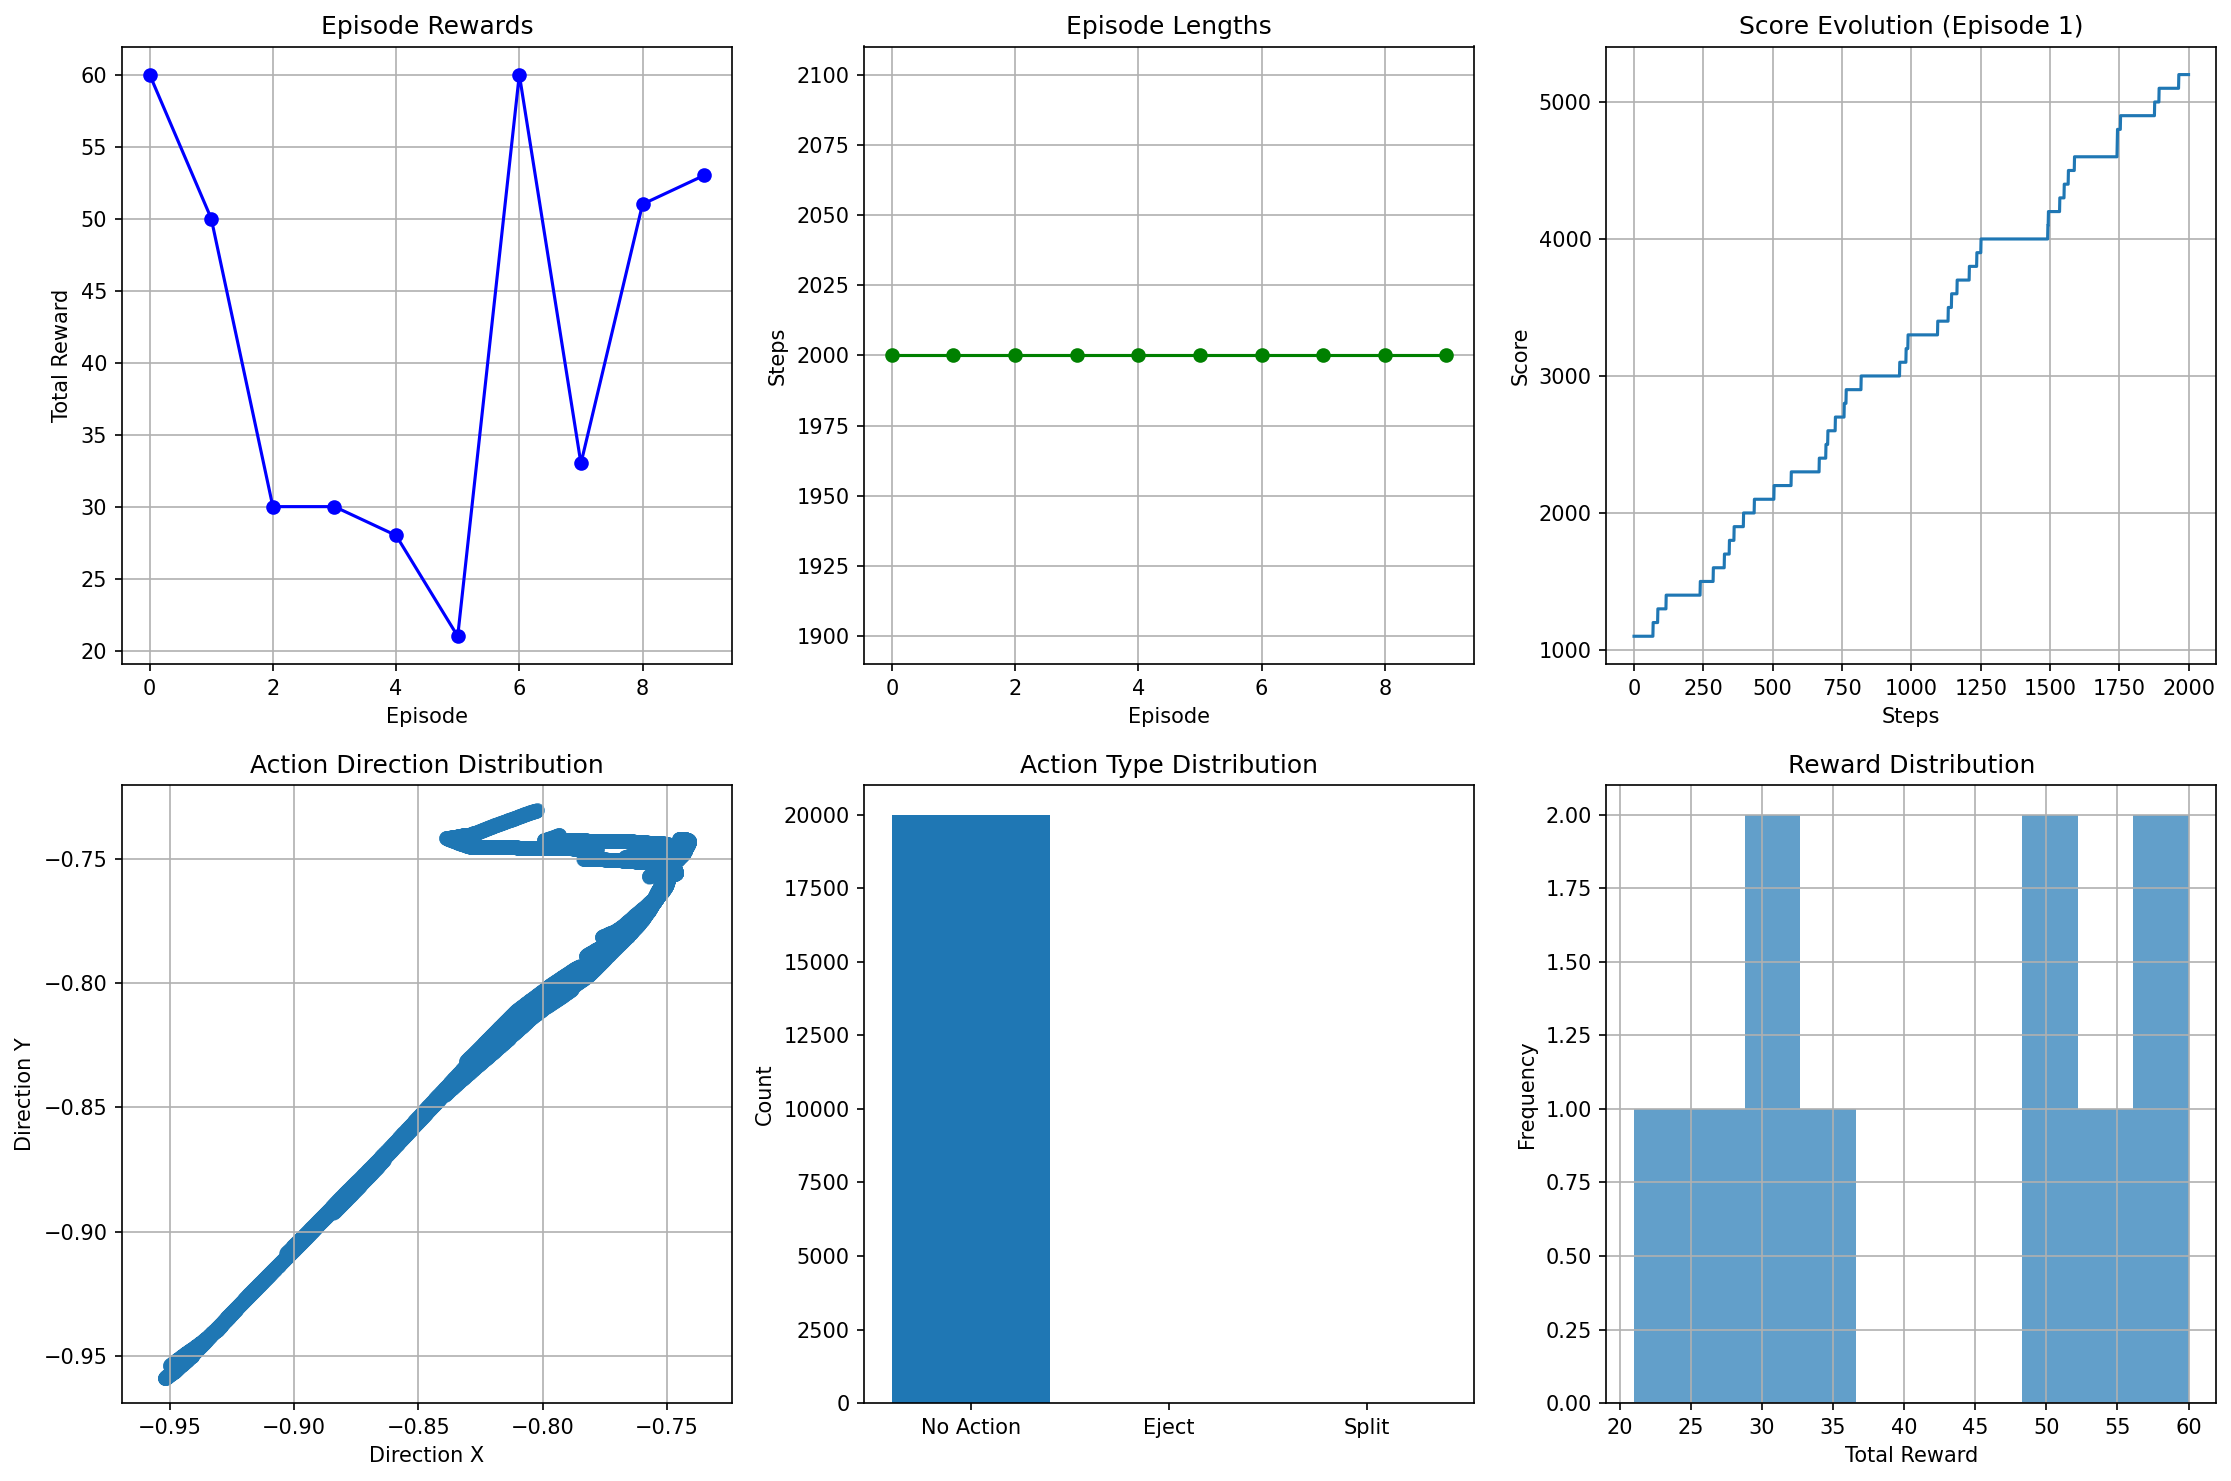 Episode Rewards
60
55
50
45
40
35
30
25
20
Total Reward
0 2 4 6 8
Episode
Episode Lengths
2100
2075
2050
2025
2000
1975
1950
1925
1900
Steps
0 2 4 6 8
Episode
Score Evolution (Episode 1)
5000
4000
3000
2000
1000
Score
0 250 500 750 1000 1250 1500 1750 2000
Steps
Action Direction Distribution
−0.75
−0.80
−0.85
−0.90
−0.95
Direction Y
−0.95 −0.90 −0.85 −0.80 −0.75
Direction X
Action Type Distribution
20000
17500
15000
12500
10000
7500
5000
2500
0
Count
No Action Eject Split
Reward Distribution
2.00
1.75
1.50
1.25
1.00
0.75
0.50
0.25
0.00
Frequency
20 25 30 35 40 45 50 55 60
Total Reward